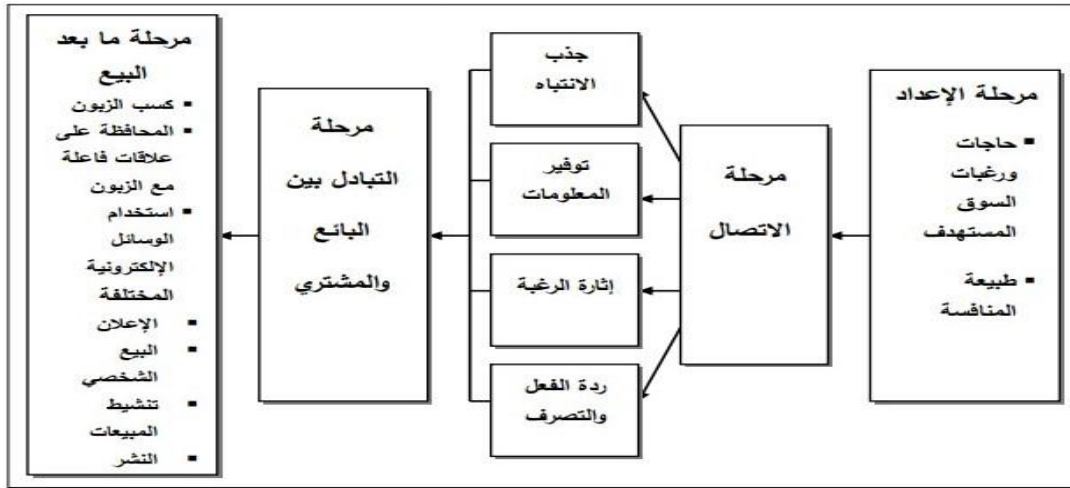 مرحلة الإعداد
▪ حاجات
ورغبات
السوق
المستهدف
▪ طبيعة
المنافسة
مرحلة
الاتصال
جذب
الانتباه
توفير
المعلومات
إثارة الرغبة
ردة الفعل
والتصرف
مرحلة
التبادل بين
البائع
والمشتري
مرحلة ما بعد
البيع
▪ كسب الزبون
▪ المحافظة على
علاقات فاعلة
مع الزبون
▪ استخدام
الوسائل
الإلكترونية
المختلفة
▪ الإعلان
▪ البيع
الشخصي
▪ تنشيط
المبيعات
▪ النشر